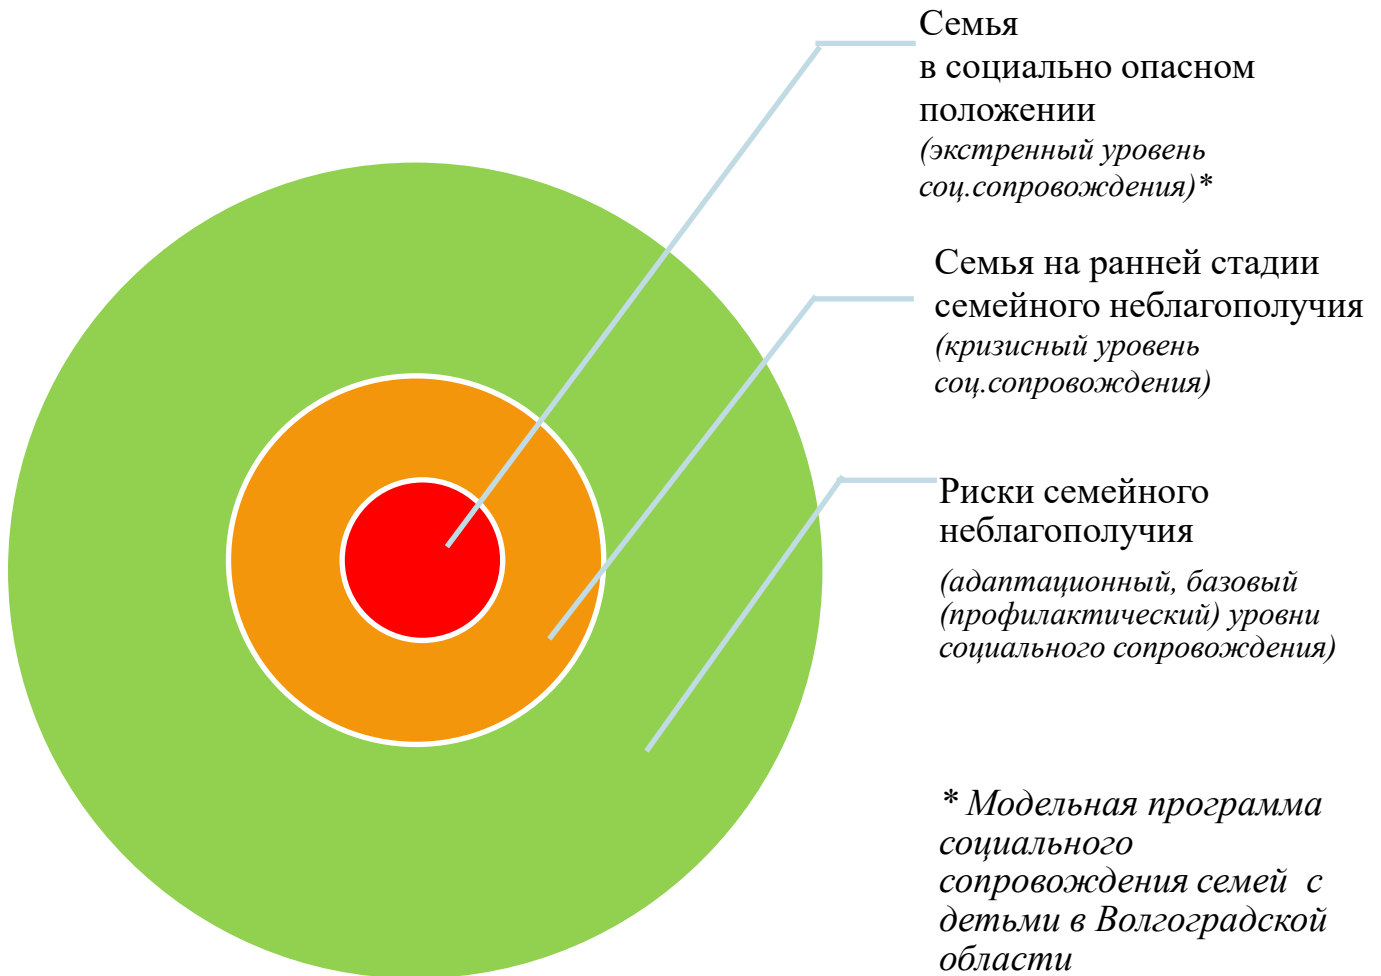 Семья
в социально опасном
положении
(экстренный уровень
соц.сопровождения)*
Семья на ранней стадии
семейного неблагополучия
(кризисный уровень
соц.сопровождения)
Риски семейного
неблагополучия
(адаптационный, базовый
(профилактический) уровни
социального сопровождения)
* Модельная программа
социального
сопровождения семей с
детьми в Волгоградской
области